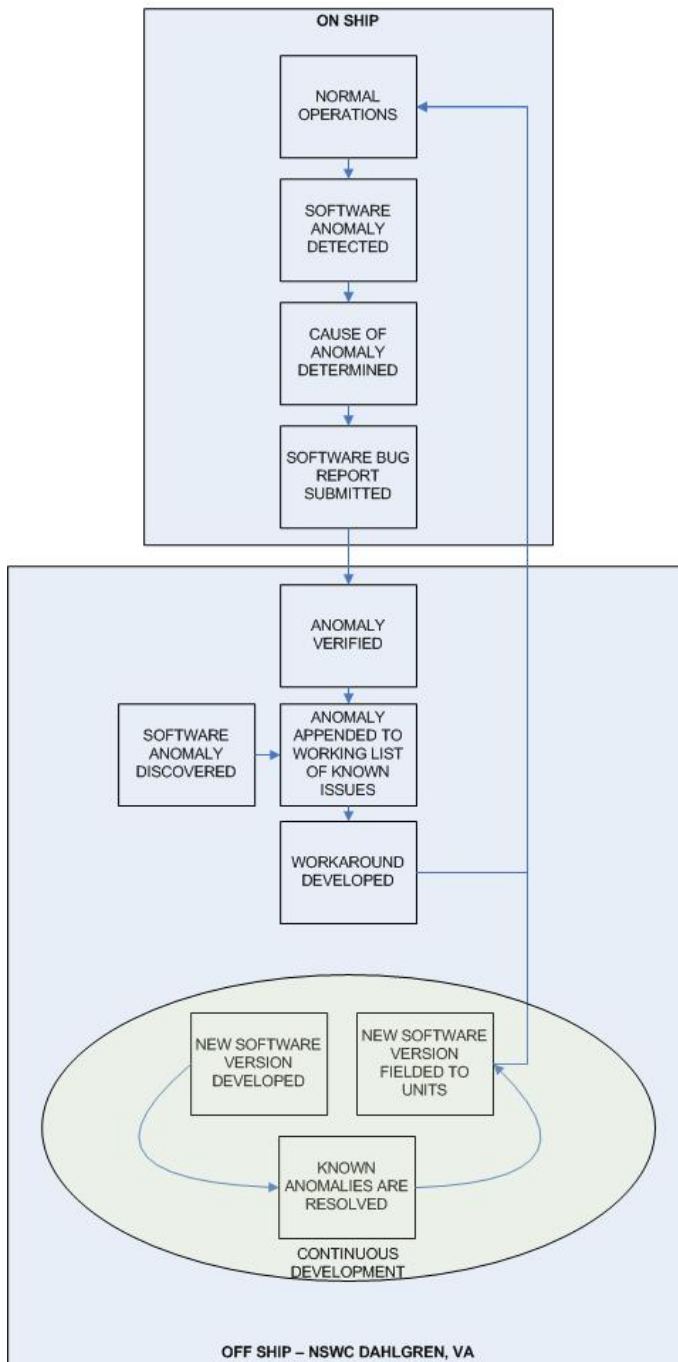 ON SHIP
NORMAL
OPERATIONS
SOFTWARE
ANOMALY
DETECTED
CAUSE OF
ANOMALY
DETERMINED
SOFTWARE BUG
REPORT
SUBMITTED
ANOMALY
VERIFIED
SOFTWARE
ANOMALY
DISCOVERED
ANOMALY
APPENDED TO
WORKING LIST
OF KNOWN
ISSUES
WORKAROUND
DEVELOPED
NEW SOFTWARE
VERSION
DEVELOPED
NEW SOFTWARE
VERSION
FIELDED TO
UNITS
KNOWN
ANOMALIES ARE
RESOLVED
CONTINUOUS
DEVELOPMENT
OFF SHIP – NSWC DAHLGREN, VA